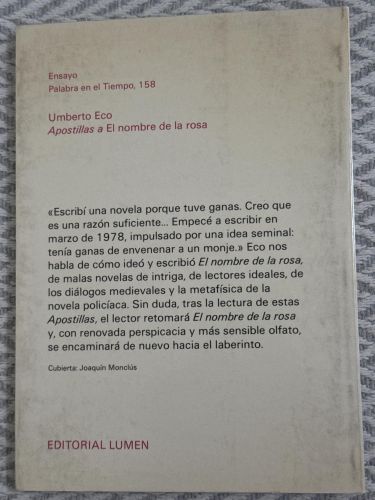 Ensayo
Palabra en el Tiempo, 158
Umberto Eco
Apostillas a El nombre de la rosa
«Escribí una novela porque tuve ganas. Creo que
es una razón suficiente... Empecé a escribir en
marzo de 1978, impulsado por una idea seminal:
tenía ganas de envenenar a un monje.» Eco nos
habla de cómo ideó y escribió El nombre de la rosa,
de malas novelas de intriga, de lectores ideales, de
los diálogos medievales y la metafísica de la
novela policíaca. Sin duda, tras la lectura de estas
Apostillas, el lector retomará El nombre de la rosa
y, con renovada perspicacia y más sensible olfato,
se encaminará de nuevo hacia el laberinto.
Cubierta: Joaquín Monclús
EDITORIAL LUMEN